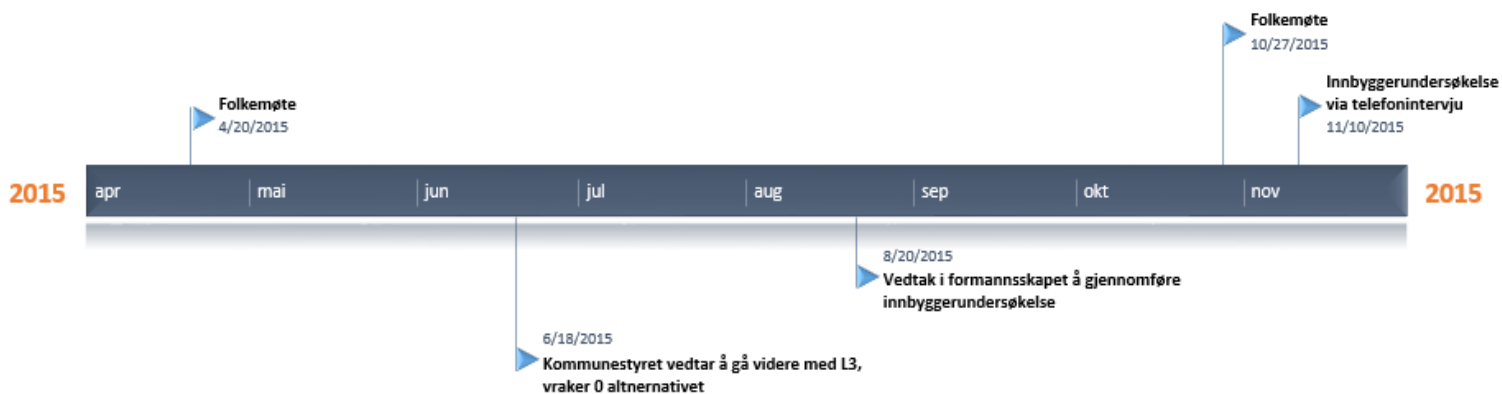 Folkemøte
10/27/2015
Innbyggerundersøkelse
via telefonintervju
11/10/2015
Folkemøte
4/20/2015
2015 apr mai jun jul aug sep okt nov 2015
8/20/2015
Vedtak i formannsskapet å gjennomføre
innbyggerundersøkelse
6/18/2015
Kommunestyret vedtar å gå videre med L3,
vraker 0 altnernativet